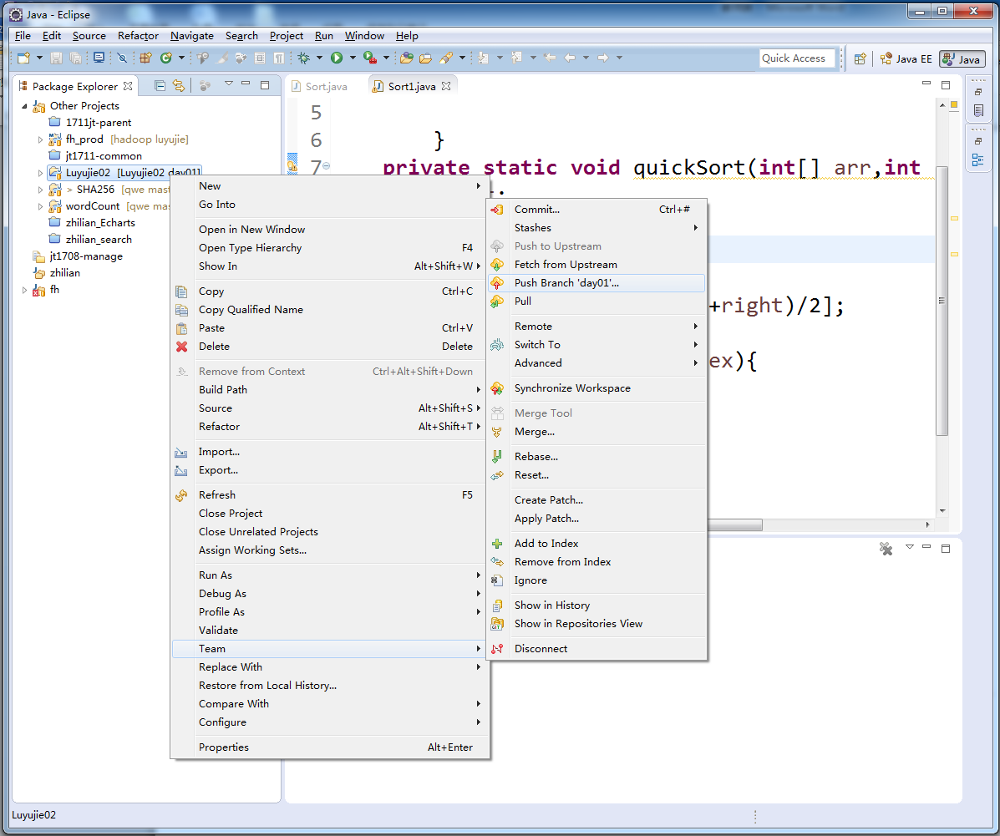 Java - Eclipse
File Edit Source Refactor Navigate Search Project Run Window Help
Quick Access Java EE Java
Package Explorer
Other Projects
1711jt-parent
fh_prod [hadoop luyujie]
jt1711-common
Luyujie02 [Luyujie02 day01]
> SHA256 [qwe mast
wordCount [qwe mas
zhilian_Echarts
zhilian_search
jt1708-manage
zhilian
fh
Sort.java Sort1.java
5
6 }
7 private static void quickSort(int[] arr,int
+right)/2];
ex){
New
Go Into
Open in New Window
Open Type Hierarchy F4
Show In Alt+Shift+W
Copy Ctrl+C
Copy Qualified Name
Paste Ctrl+V
Delete Delete
Remove from Context Ctrl+Alt+Shift+Down
Build Path
Source Alt+Shift+S
Refactor Alt+Shift+T
Import...
Export...
Refresh F5
Close Project
Close Unrelated Projects
Assign Working Sets...
Run As
Debug As
Profile As
Validate
Team
Replace With
Restore from Local History...
Compare With
Configure
Properties Alt+Enter
Commit... Ctrl+#
Stashes
Push to Upstream
Fetch from Upstream
Push Branch 'day01'...
Pull
Remote
Switch To
Advanced
Synchronize Workspace
Merge Tool
Merge...
Rebase...
Reset...
Create Patch...
Apply Patch...
Add to Index
Remove from Index
Ignore
Show in History
Show in Repositories View
Disconnect
Luyujie02